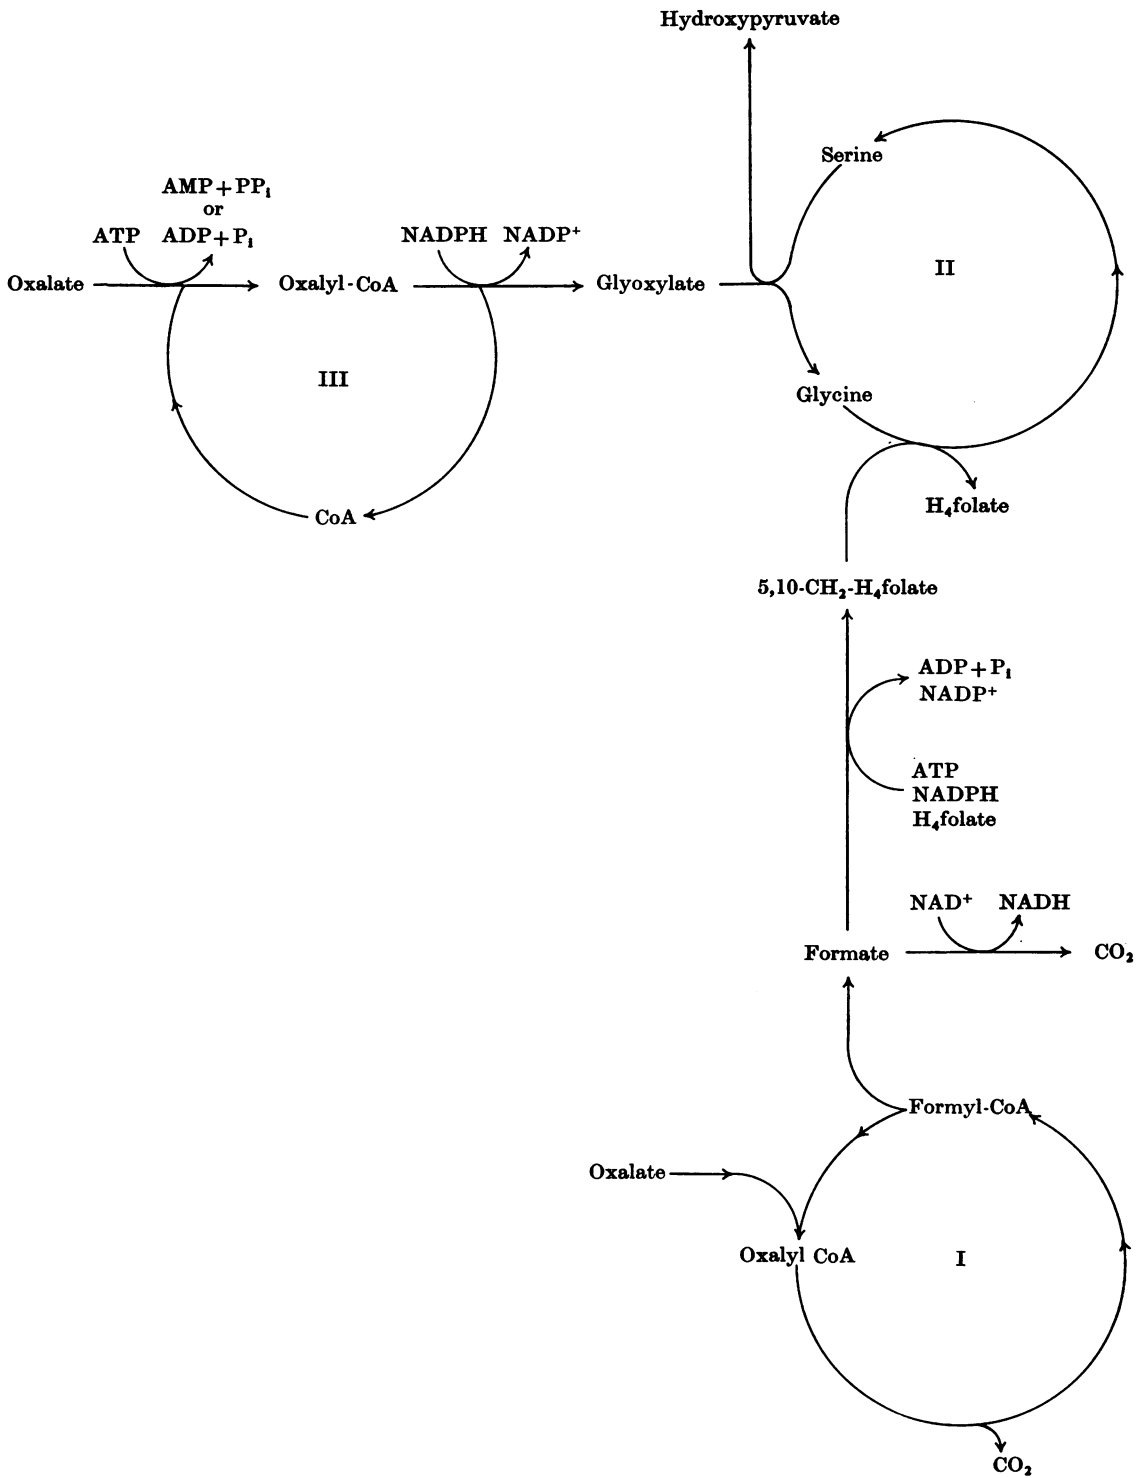 Hydroxypyruvate
Serine
AMP + PPi
or
ATP ADP + Pi
NADPH NADP⁺
II
Oxalate
Oxalyl-CoA
Glyoxylate
III
Glycine
H₄folate
CoA
5,10-CH₂-H₄folate
ADP + Pi
NADP⁺
ATP
NADPH
H₄folate
NAD⁺ NADH
Formate
CO₂
Formyl-CoA
Oxalate
Oxalyl CoA
I
CO₂